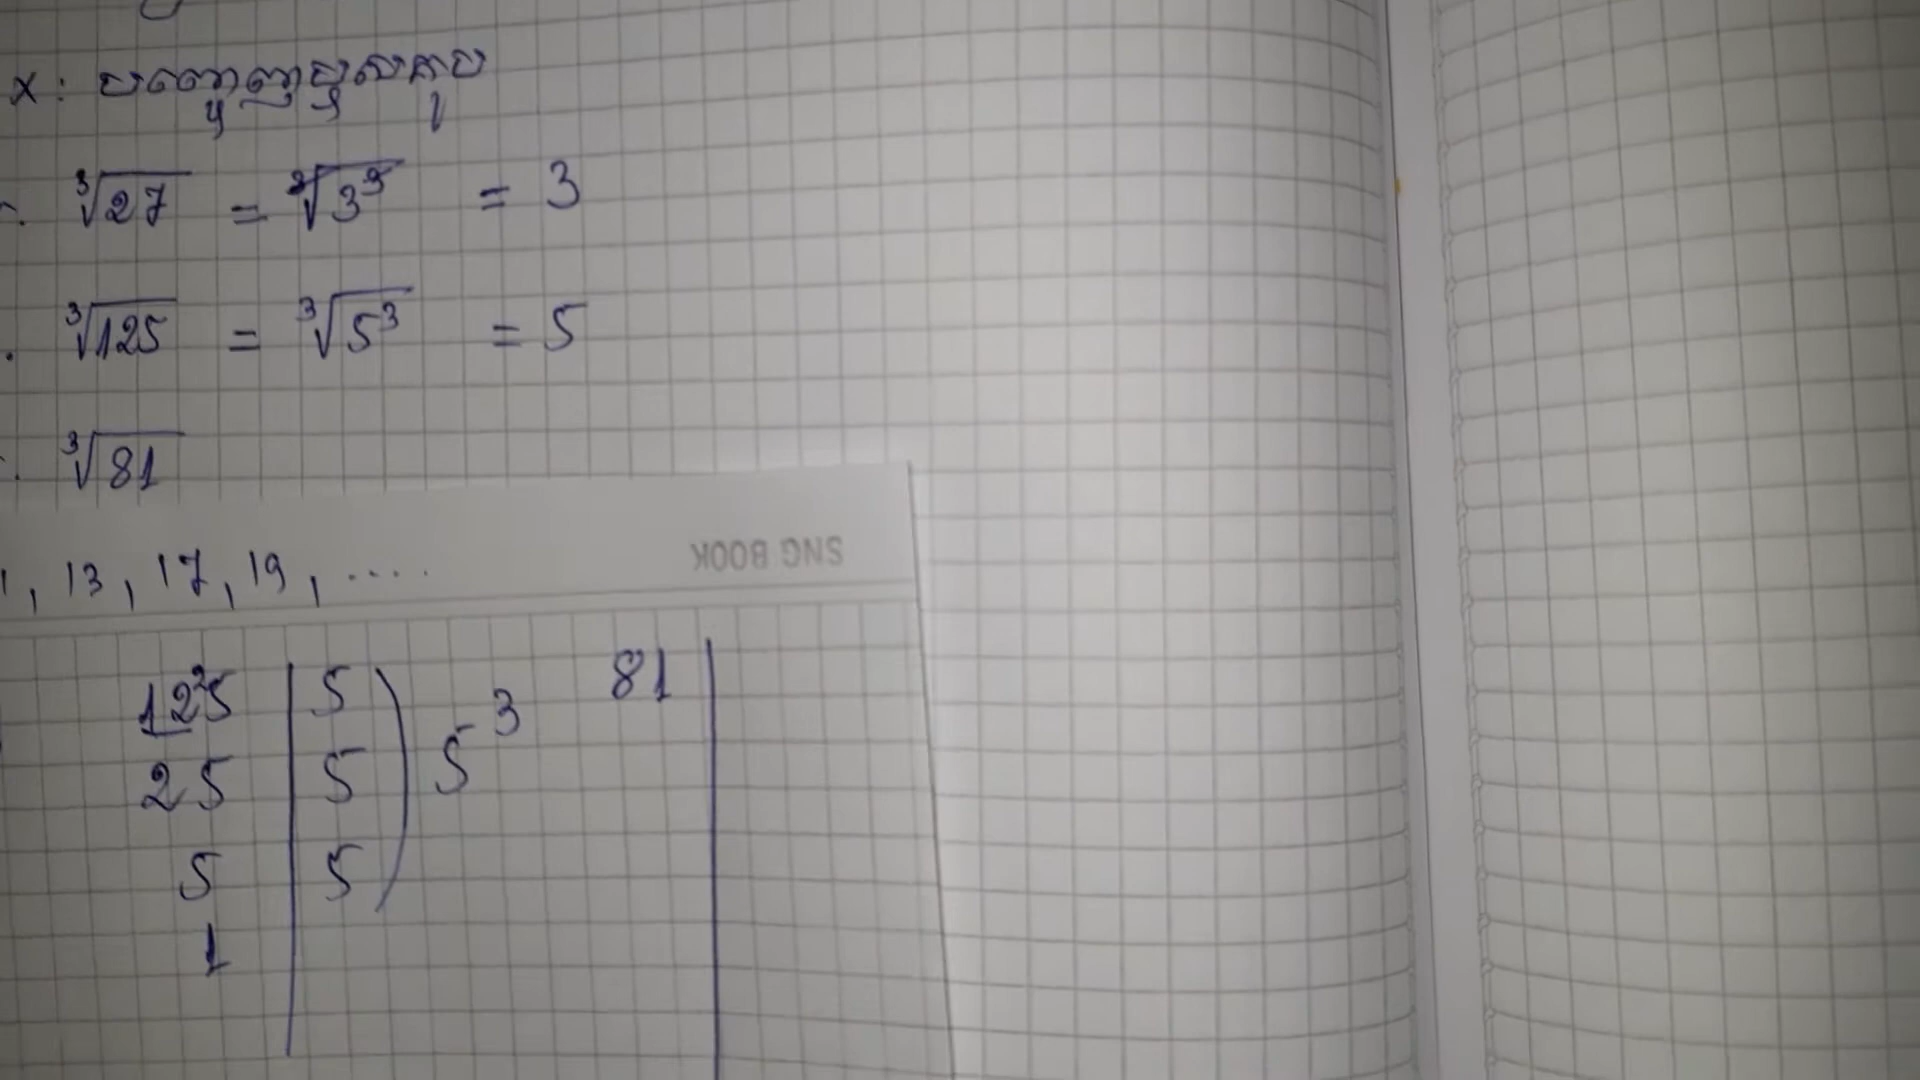 x : បញ្ចេញឫសគូប
∛27 = ∛3³ = 3
∛125 = ∛5³ = 5
∛81
, 13, 17, 19, ....
SNG BOOK
125 | 5
25 | 5
5 | 5
1
5³
81